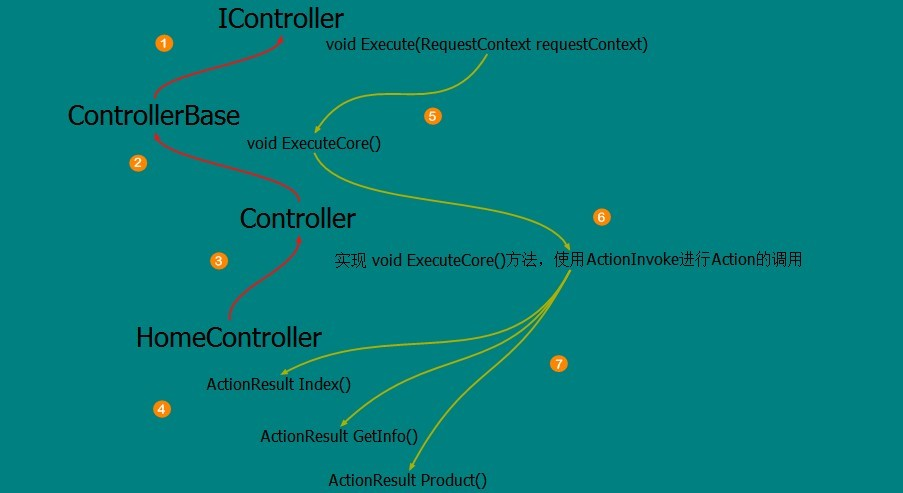 IController
1
void Execute(RequestContext requestContext)
ControllerBase
5
void ExecuteCore()
2
Controller
6
3
实现 void ExecuteCore()方法，使用ActionInvoke进行Action的调用
HomeController
7
ActionResult Index()
4
ActionResult GetInfo()
ActionResult Product()